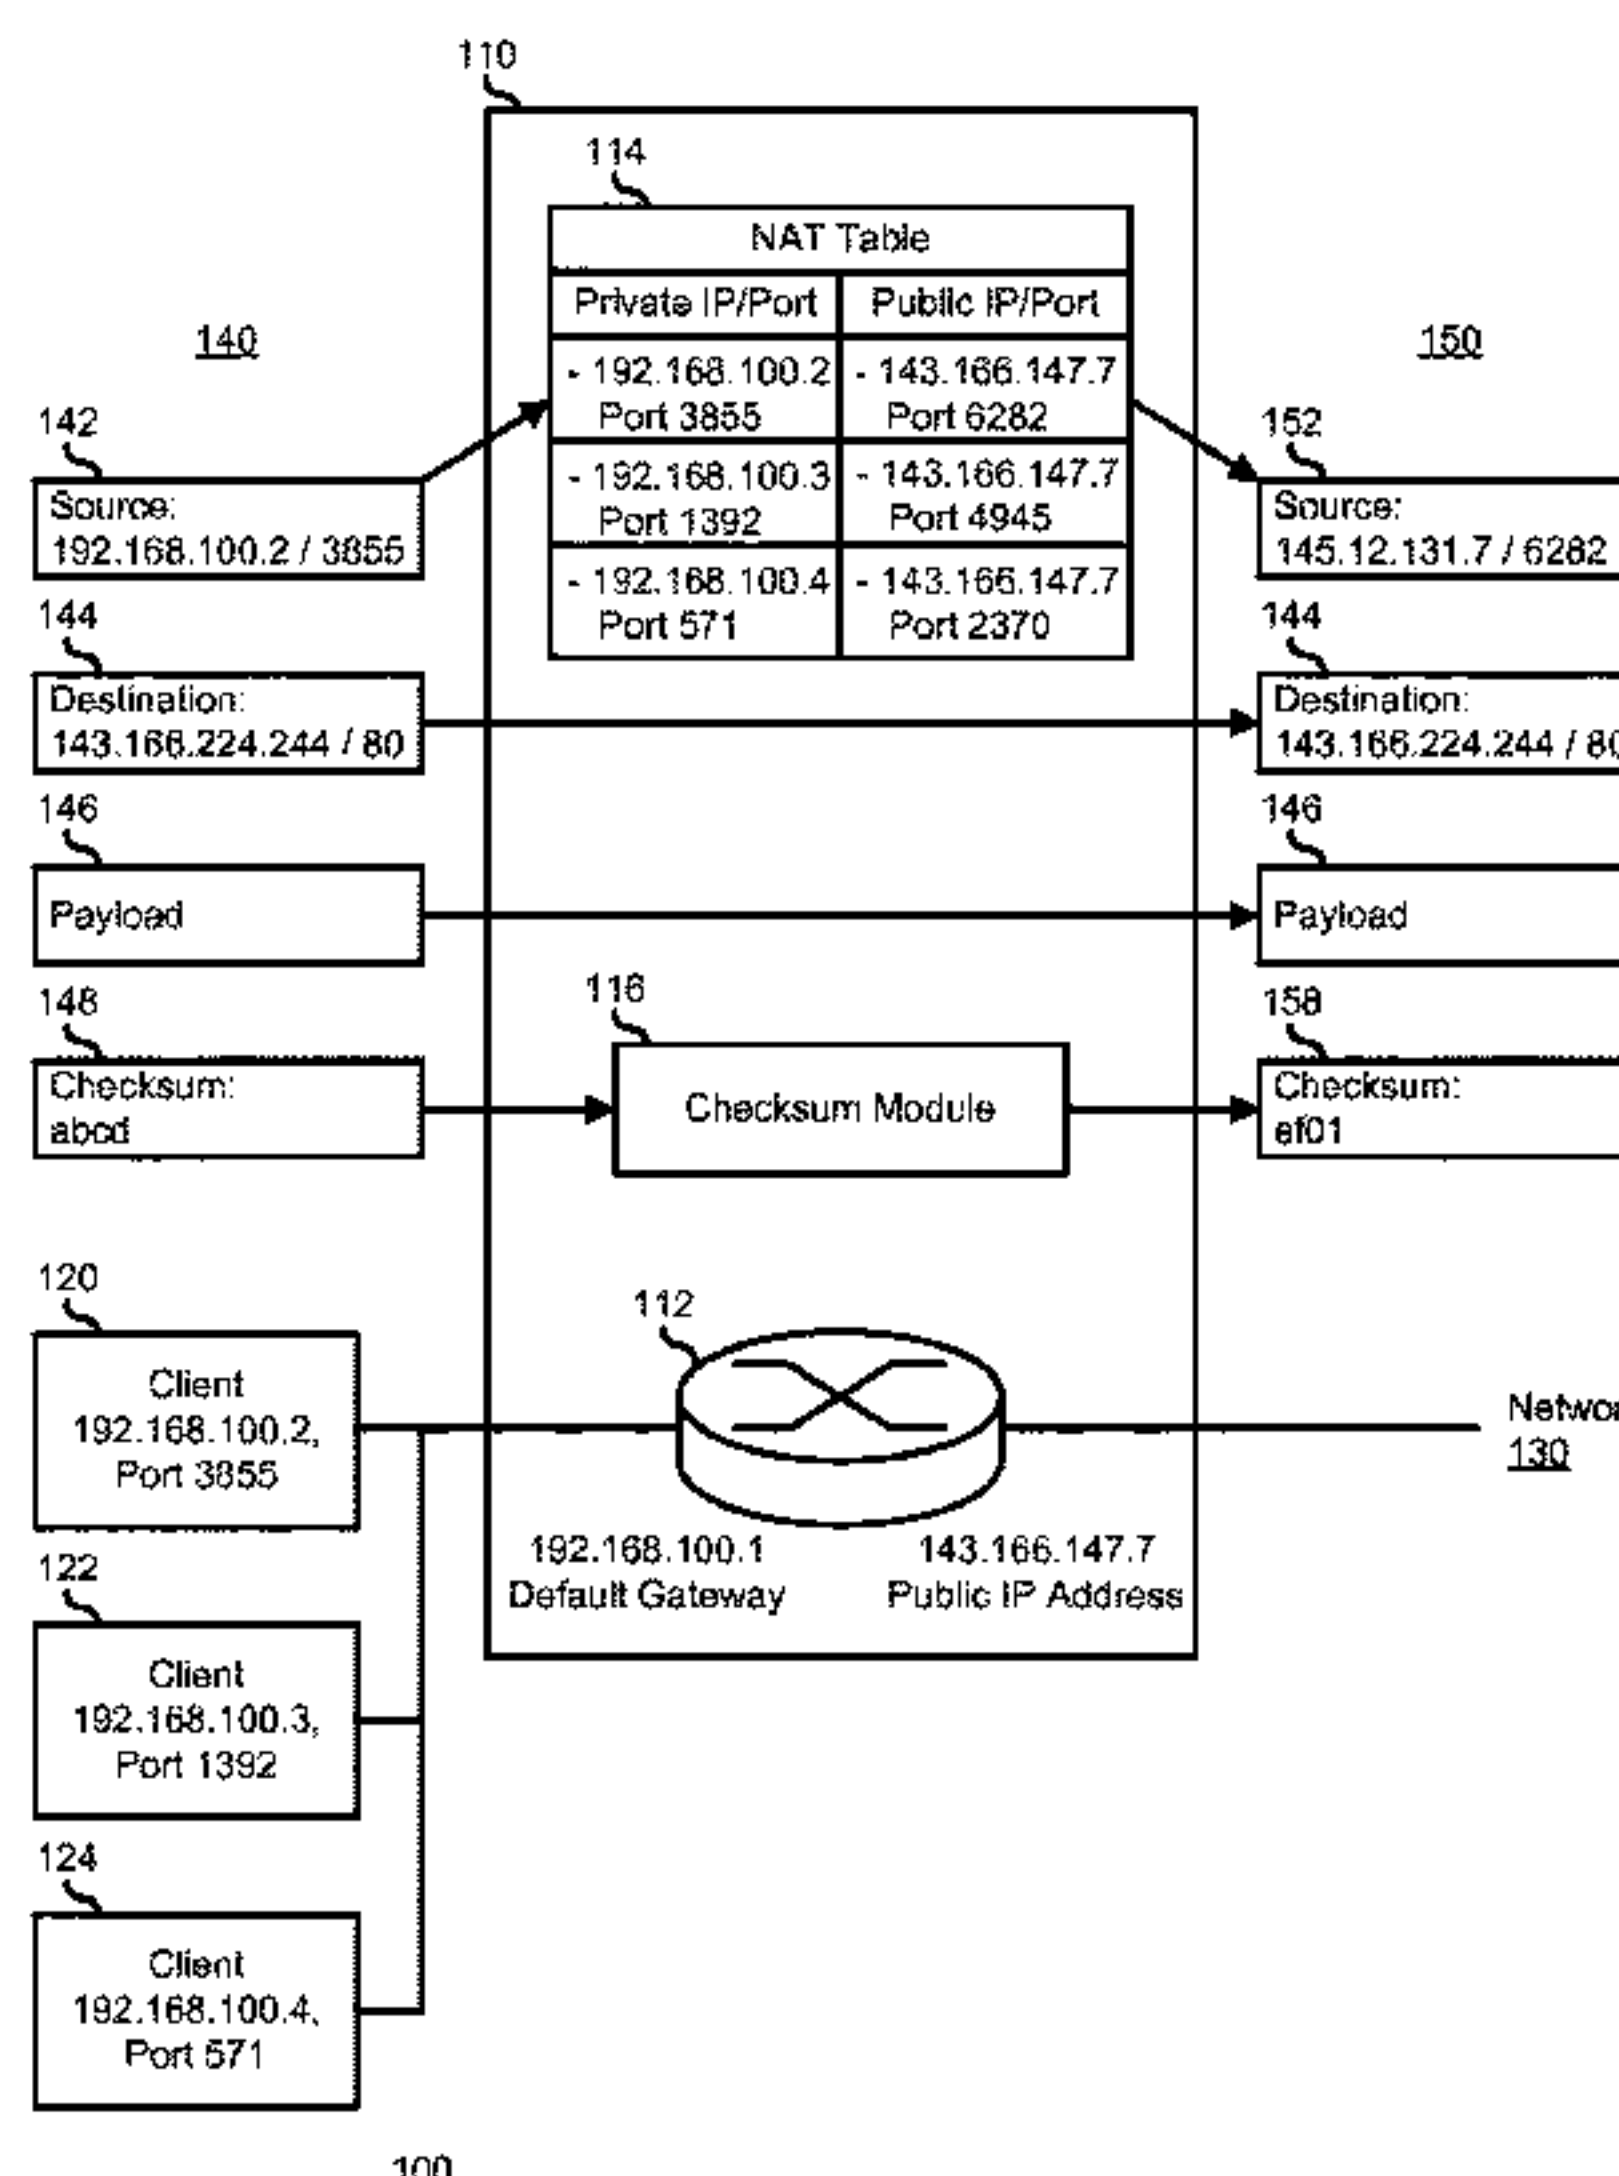 110
114
NAT Table
Private IP/Port Public IP/Port
- 192.168.100.2 - 143.166.147.7
Port 3855 Port 6282
- 192.168.100.3 - 143.166.147.7
Port 1392 Port 4945
- 192.168.100.4 - 143.166.147.7
Port 571 Port 2370
140
142
Source:
192.168.100.2 / 3855
144
Destination:
143.166.224.244 / 80
146
Payload
148
Checksum:
abcd
116
Checksum Module
150
152
Source:
145.12.131.7 / 6282
144
Destination:
143.166.224.244 / 80
146
Payload
158
Checksum:
ef01
120
Client
192.168.100.2,
Port 3855
122
Client
192.168.100.3,
Port 1392
124
Client
192.168.100.4,
Port 571
112
192.168.100.1
Default Gateway
143.166.147.7
Public IP Address
Networ
130
100